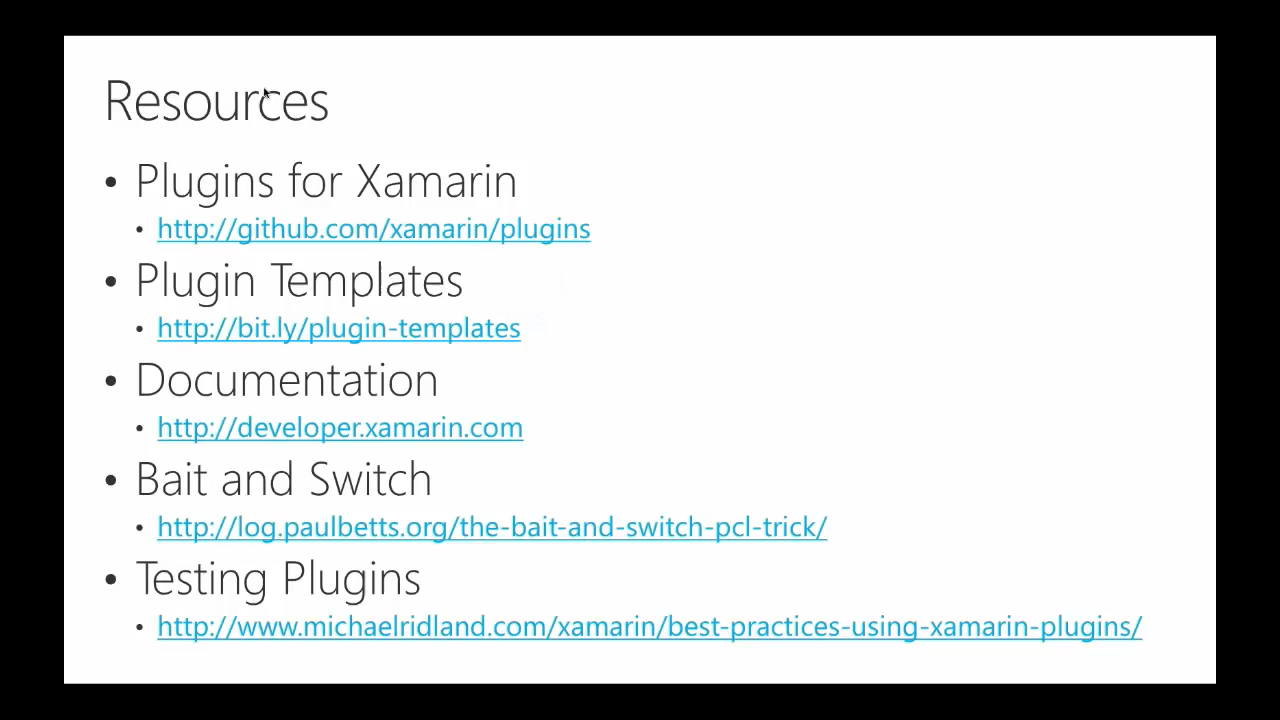 Resources
• Plugins for Xamarin
• http://github.com/xamarin/plugins
• Plugin Templates
• http://bit.ly/plugin-templates
• Documentation
• http://developer.xamarin.com
• Bait and Switch
• http://log.paulbetts.org/the-bait-and-switch-pcl-trick/
• Testing Plugins
• http://www.michaelridland.com/xamarin/best-practices-using-xamarin-plugins/